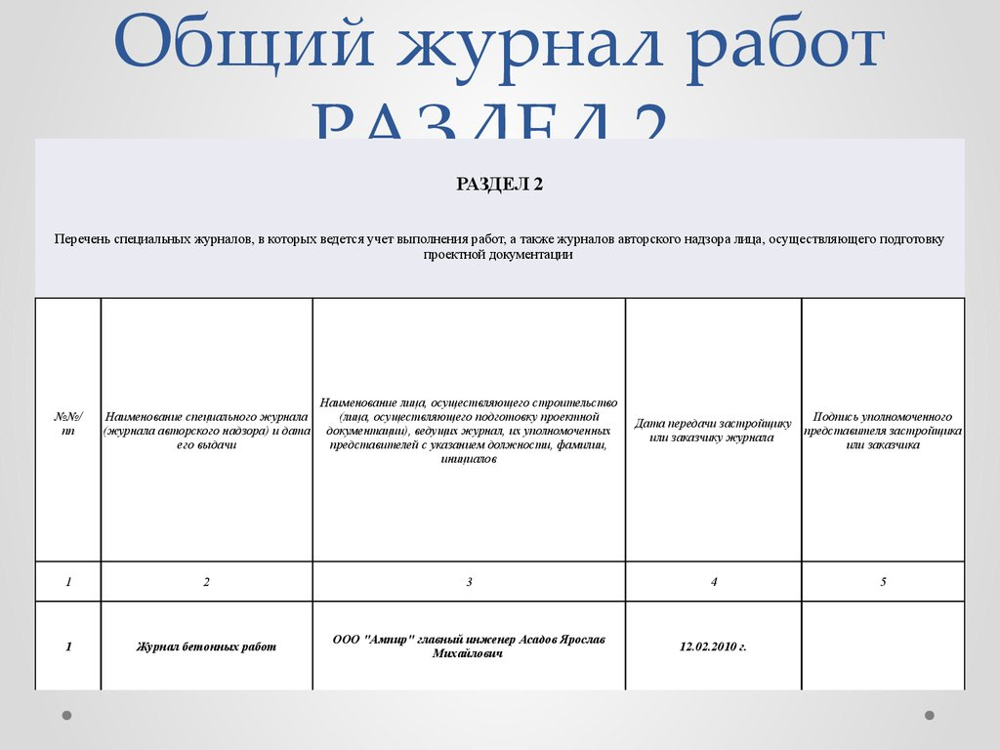 Общий журнал работ
РАЗДЕЛ 2
РАЗДЕЛ 2
Перечень специальных журналов, в которых ведется учет выполнения работ, а также журналов авторского надзора лица, осуществляющего подготовку
проектной документации
№№/
пп
Наименование специального журнала
(журнала авторского надзора) и дата
его выдачи
Наименование лица, осуществляющего строительство
(лица, осуществляющего подготовку проектной
документации), ведущих журнал, их уполномоченных
представителей с указанием должности, фамилии,
инициалов
Дата передачи застройщику
или заказчику журнала
Подпись уполномоченного
представителя застройщика
или заказчика
1
2
3
4
5
1
Журнал бетонных работ
ООО "Ампир" главный инженер Асадов Ярослав
Михайлович
12.02.2010 г.